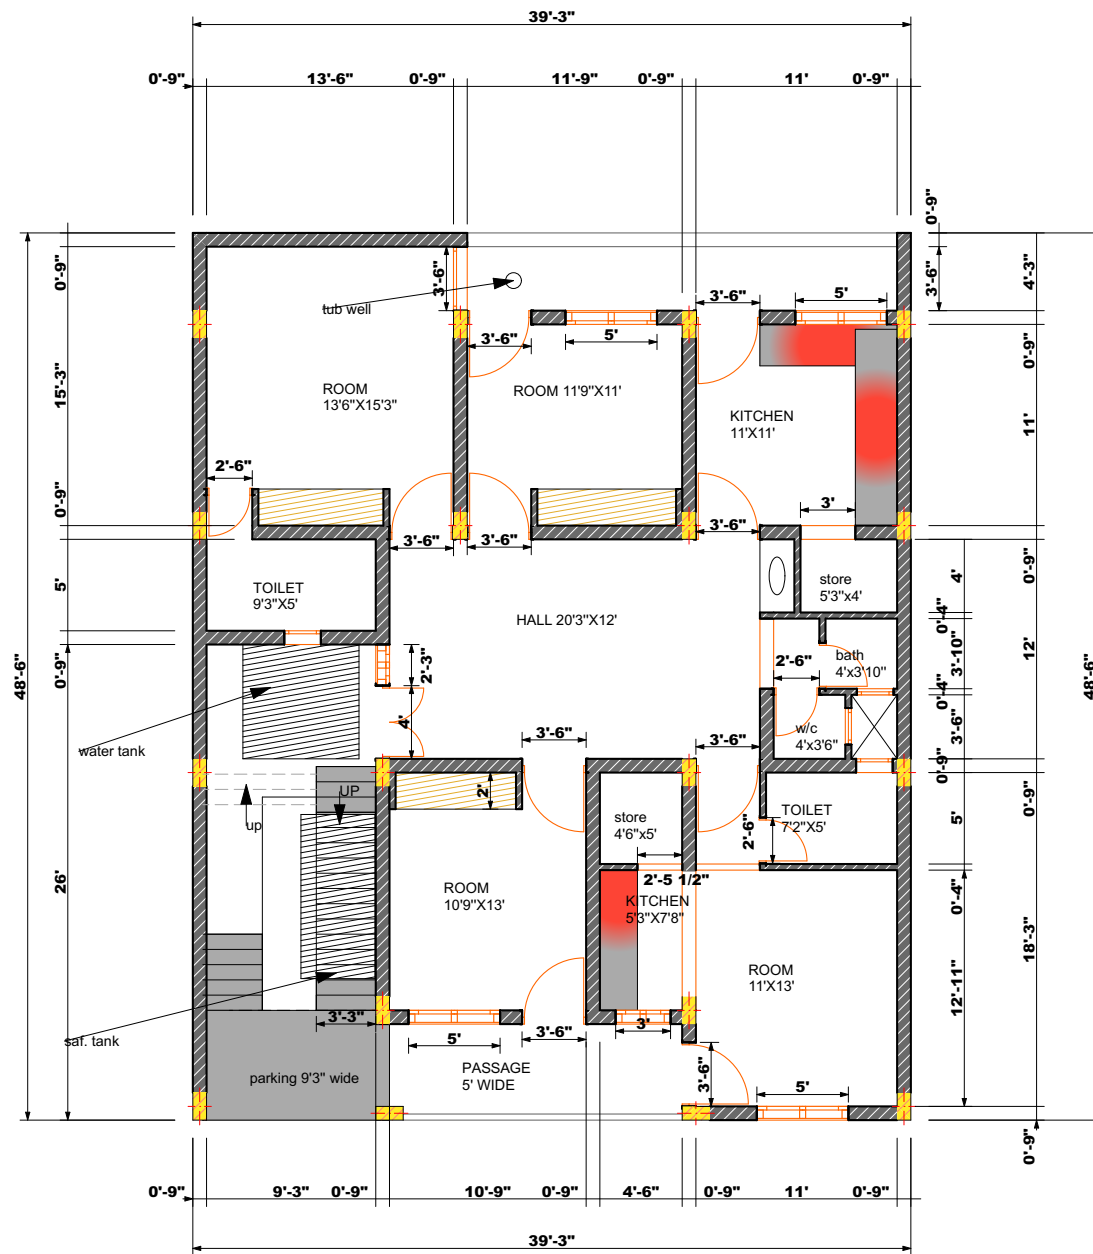 39'-3"
0'-9" 13'-6" 0'-9" 11'-9" 0'-9" 11' 0'-9"
0'-9"
0'-9"
3'-6"
3'-6"
4'-3"
tub well
3'-6"
5'
3'-6"
5'
0'-9"
15'-3"
ROOM
13'6"X15'3"
ROOM 11'9"X11'
KITCHEN
11'X11'
11'
2'-6"
0'-9"
3'
3'-6"
3'-6"
3'-6"
0'-9"
5'
TOILET
9'3"X5'
HALL 20'3"X12'
store
5'3"x4'
4'
0'-4"
48'-6"
0'-9"
2'-3"
2'-6"
bath
4'x3'10"
3'-10"
12'
48'-6"
0'-4"
4'
w/c
4'x3'6"
3'-6"
water tank
3'-6"
3'-6"
0'-9"
UP
up
2'
store
4'6"x5'
2'-6"
TOILET
7'2"X5'
5'
0'-9"
26'
ROOM
10'9"X13'
2'-5 1/2"
KITCHEN
5'3"X7'8"
0'-4"
ROOM
11'X13'
18'-3"
12'-11"
saf. tank
3'-3"
5'
3'-6"
3'
PASSAGE
5' WIDE
parking 9'3" wide
3'-6"
5'
0'-9"
0'-9" 9'-3" 0'-9" 10'-9" 0'-9" 4'-6" 0'-9" 11' 0'-9"
39'-3"